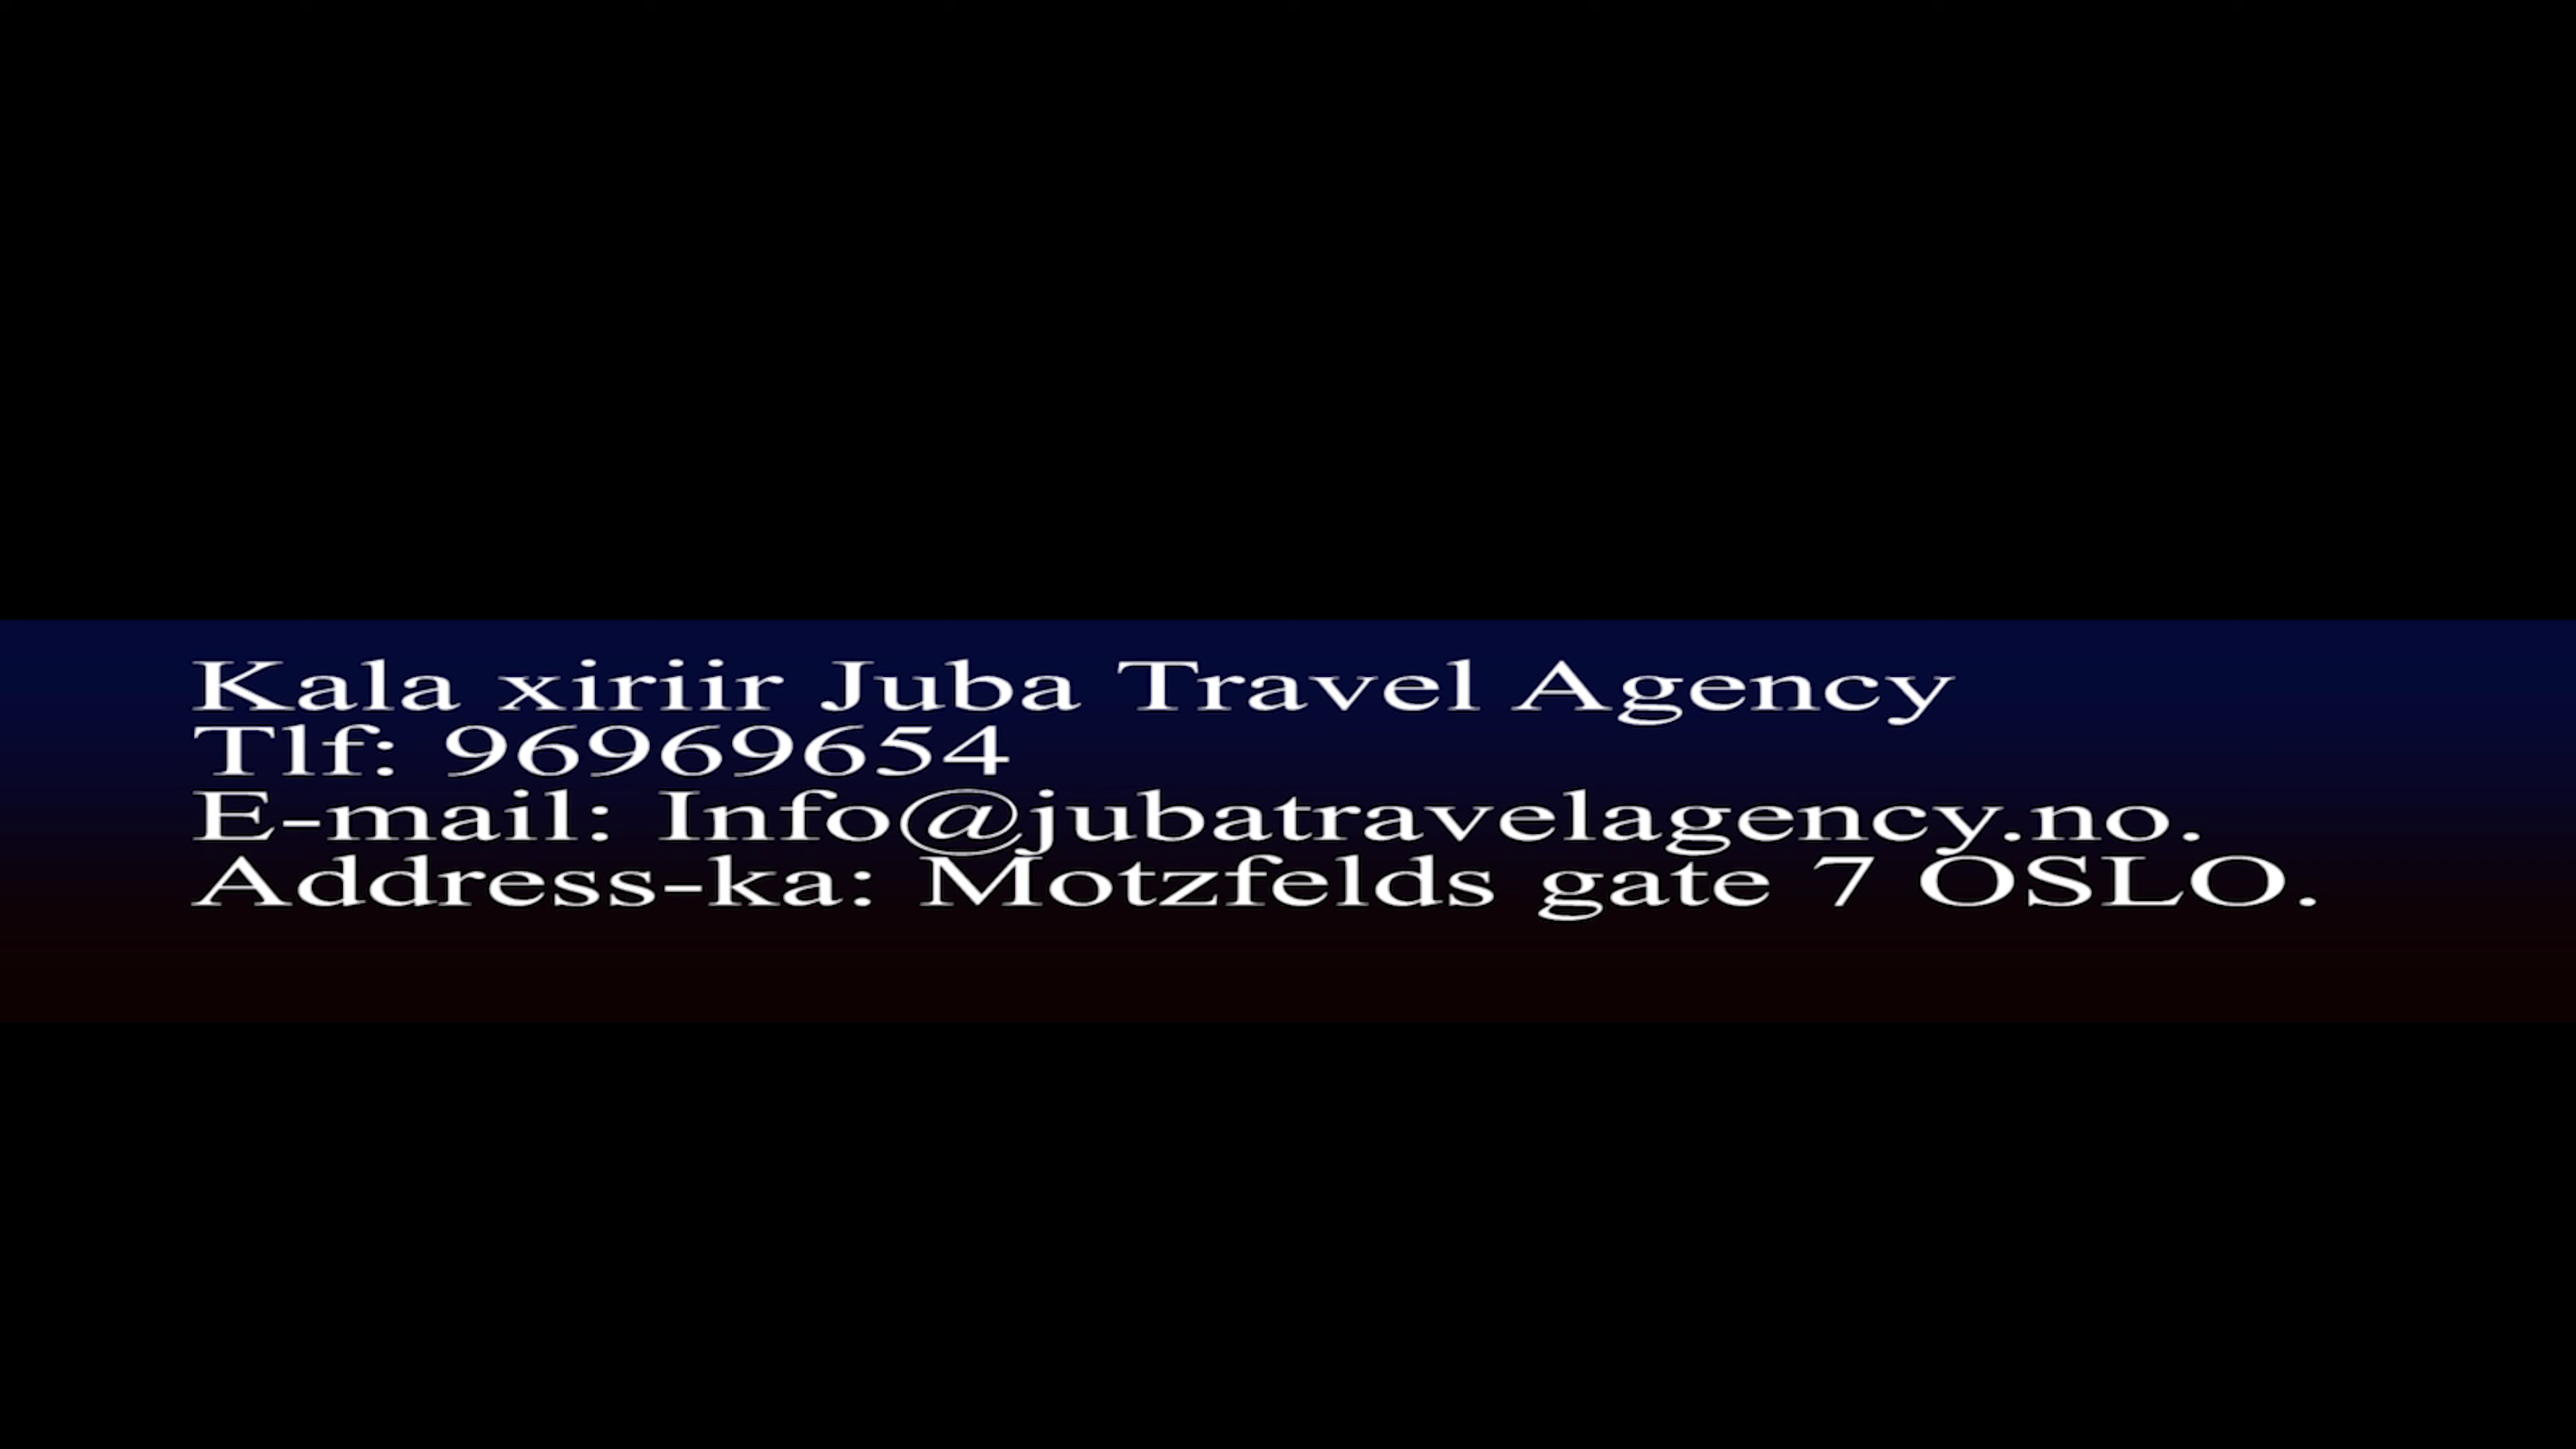 Kala xiriir Juba Travel Agency
Tlf: 96969654
E-mail: Info@jubatravelagency.no.
Address-ka: Motzfelds gate 7 OSLO.